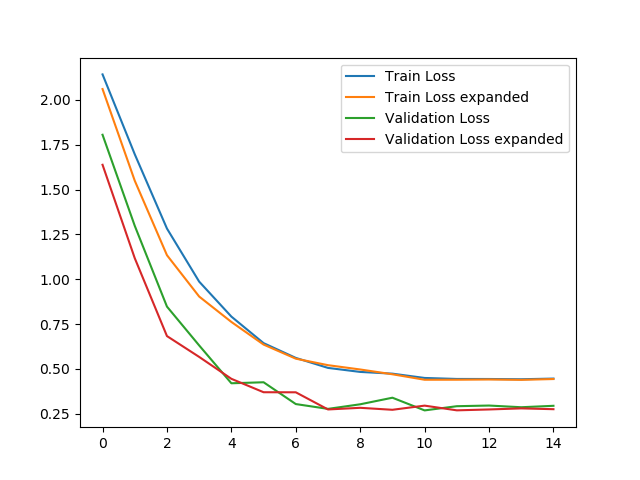 Train Loss
Train Loss expanded
Validation Loss
Validation Loss expanded
2.00
1.75
1.50
1.25
1.00
0.75
0.50
0.25
0 2 4 6 8 10 12 14